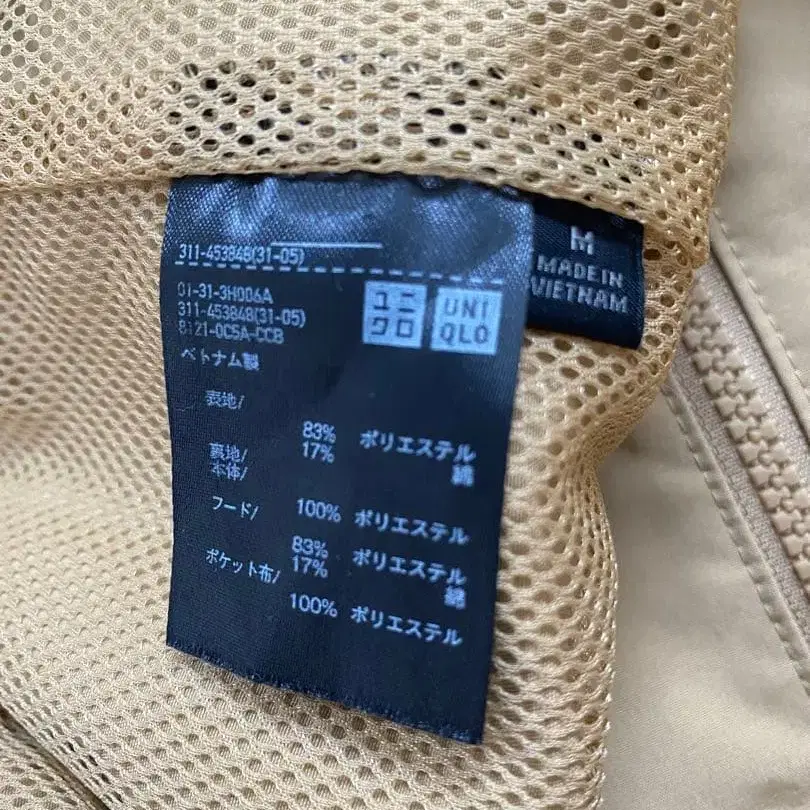 311-453848(31-05)
01-31-3H006A
311-453848(31-05)
8121-0C5A-CCB
ベトナム製
ユニ
クロ
UNI
QLO
M
MADE IN
VIETNAM
表地/
83% ポリエステル
17% 綿
裏地/
本体/
100% ポリエステル
フード/
83% ポリエステル
17% 綿
ポケット布/
100% ポリエステル